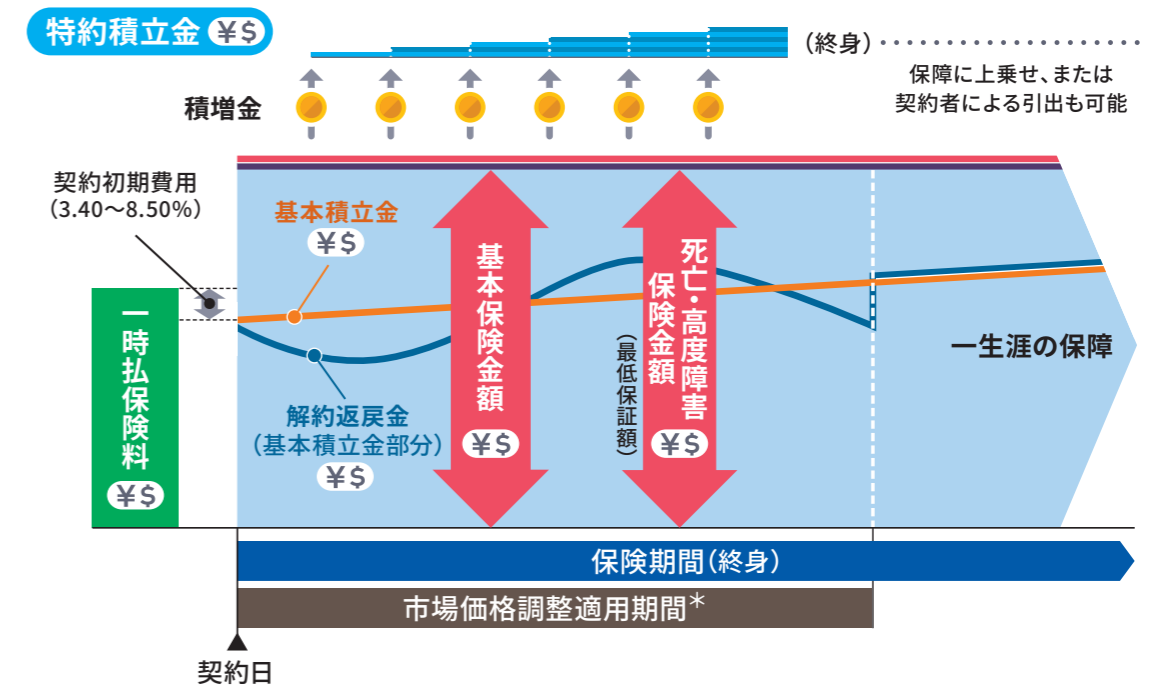 特約積立金 ¥$
(終身)
保障に上乗せ、または
契約者による引出も可能
積増金
契約初期費用
(3.40〜8.50%)
基本積立金
¥$
一時払保険料
¥$
解約返戻金
(基本積立金部分)
¥$
基本保険金額
¥$
死亡・高度障害
保険金額
(最低保証額)
¥$
一生涯の保障
保険期間(終身)
市場価格調整適用期間*
契約日